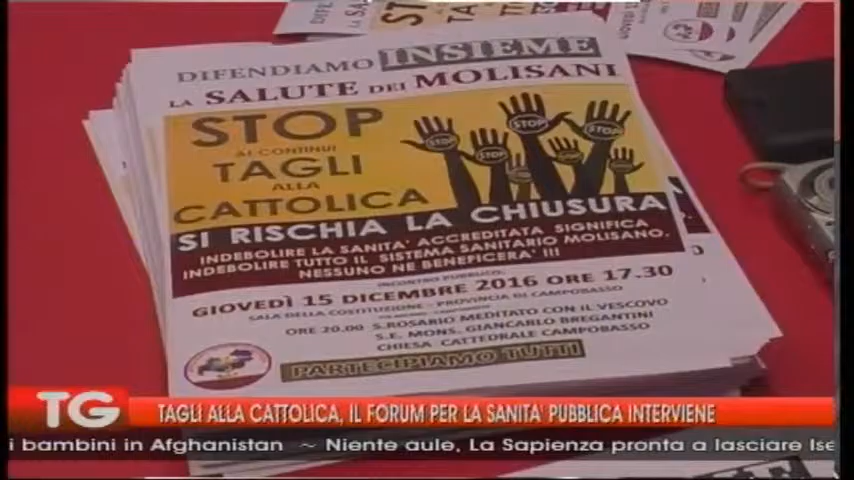 DIFENDIAMO INSIEME
LA SALUTE DEI MOLISANI
STOP
AI CONTINUI
TAGLI
ALLA
CATTOLICA
STOP
STOP
STOP
STOP
STOP
STOP
SI RISCHIA LA CHIUSURA
INDEBOLIRE LA SANITA' ACCREDITATA SIGNIFICA
INDEBOLIRE TUTTO IL SISTEMA SANITARIO MOLISANO.
NESSUNO NE BENEFICERA' !!!
INCONTRO PUBBLICO:
GIOVEDÌ 15 DICEMBRE 2016 ORE 17.30
SALA DELLA COSTITUZIONE - PROVINCIA DI CAMPOBASSO
ORE 20.00 S.ROSARIO MEDITATO CON IL VESCOVO
S.E. MONS. GIANCARLO BREGANTINI
CHIESA CATTEDRALE CAMPOBASSO
PARTECIPIAMO TUTTI
TG
TAGLI ALLA CATTOLICA, IL FORUM PER LA SANITA' PUBBLICA INTERVIENE
i bambini in Afghanistan ~ Niente aule, La Sapienza pronta a lasciare Ise